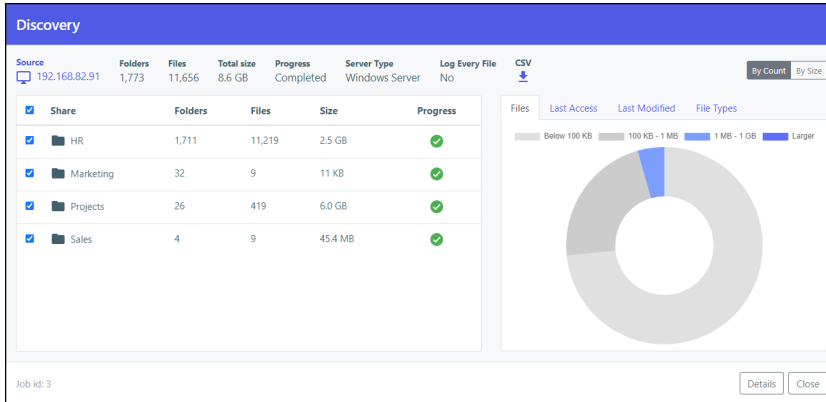 Discovery
Source Folders Files Total size Progress Server Type Log Every File CSV
192.168.82.91 1,773 11,656 8.6 GB Completed Windows Server No
By Count By Size
Share Folders Files Size Progress
HR 1,711 11,219 2.5 GB
Marketing 32 9 11 KB
Projects 26 419 6.0 GB
Sales 4 9 45.4 MB
Files Last Access Last Modified File Types
Below 100 KB 100 KB - 1 MB 1 MB - 1 GB Larger
Job id: 3
Details Close